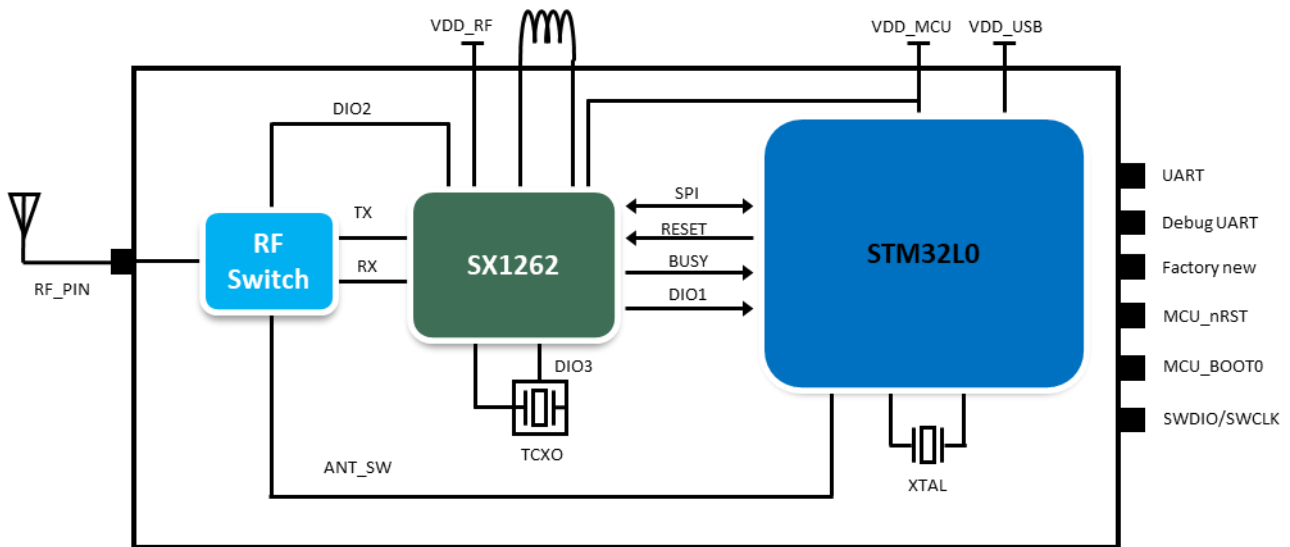 VDD_RF
VDD_MCU
VDD_USB
DIO2
UART
SPI
TX
Debug UART
RESET
RF
Switch
SX1262
STM32L0
BUSY
RX
Factory new
RF_PIN
DIO1
MCU_nRST
DIO3
MCU_BOOT0
SWDIO/SWCLK
TCXO
ANT_SW
XTAL